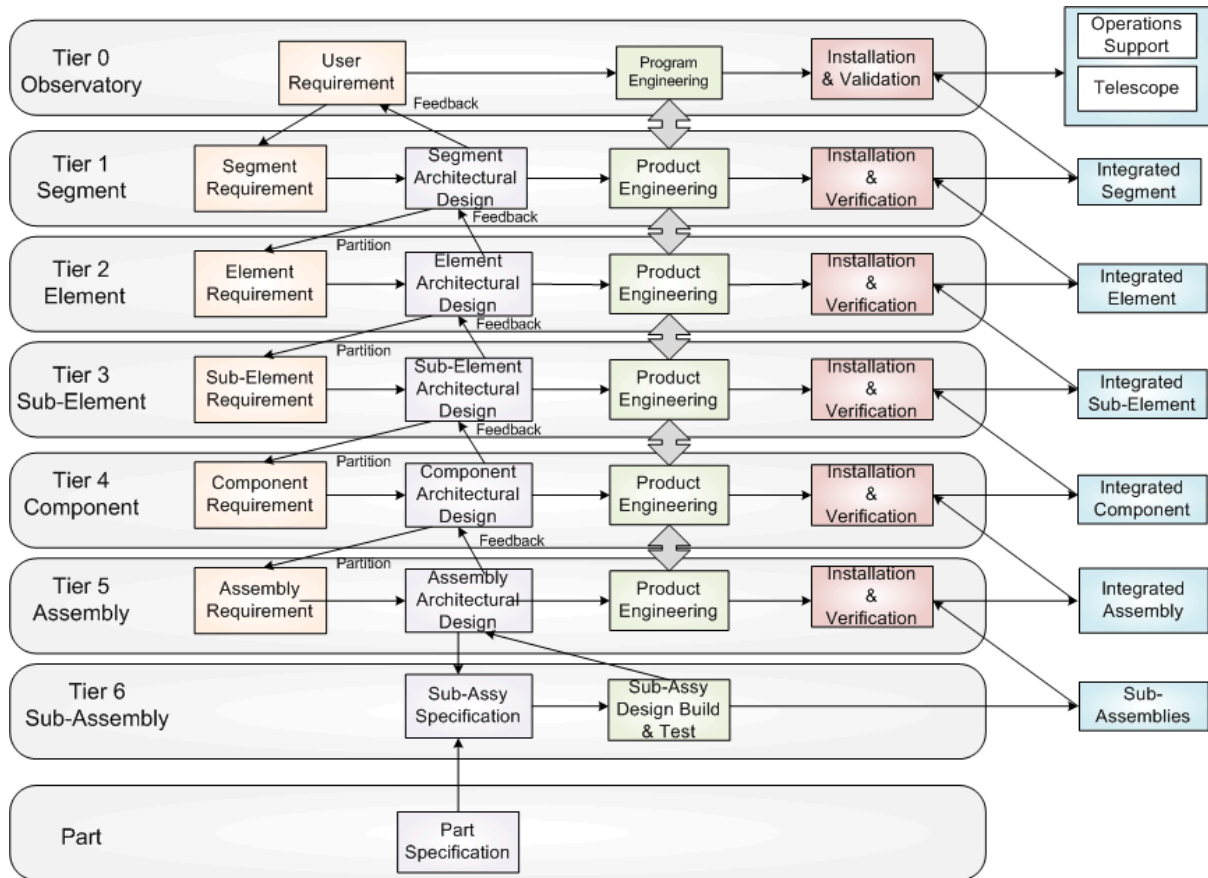 Tier 0
Observatory
User
Requirement
Program
Engineering
Installation
& Validation
Operations
Support
Telescope
Feedback
Tier 1
Segment
Segment
Requirement
Segment
Architectural
Design
Product
Engineering
Installation
&
Verification
Integrated
Segment
Feedback
Partition
Tier 2
Element
Element
Requirement
Element
Architectural
Design
Product
Engineering
Installation
&
Verification
Integrated
Element
Feedback
Partition
Tier 3
Sub-Element
Sub-Element
Requirement
Sub-Element
Architectural
Design
Product
Engineering
Installation
&
Verification
Integrated
Sub-Element
Feedback
Partition
Tier 4
Component
Component
Requirement
Component
Architectural
Design
Product
Engineering
Installation
&
Verification
Integrated
Component
Feedback
Partition
Tier 5
Assembly
Assembly
Requirement
Assembly
Architectural
Design
Product
Engineering
Installation
&
Verification
Integrated
Assembly
Tier 6
Sub-Assembly
Sub-Assy
Specification
Sub-Assy
Design Build
& Test
Sub-
Assemblies
Part
Part
Specification